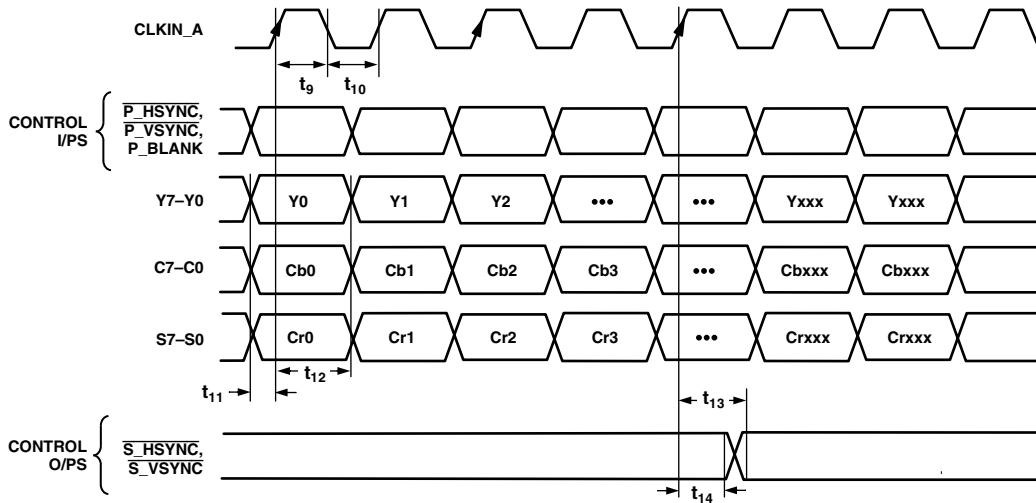 CLKIN_A
t9 t10
CONTROL I/PS
P_HSYNC,
P_VSYNC,
P_BLANK
Y7–Y0 Y0 Y1 Y2 ••• ••• Yxxx Yxxx
C7–C0 Cb0 Cb1 Cb2 Cb3 ••• Cbxxx Cbxxx
S7–S0 Cr0 Cr1 Cr2 Cr3 ••• Crxxx Crxxx
t11 t12
t13
CONTROL O/PS
S_HSYNC,
S_VSYNC
t14